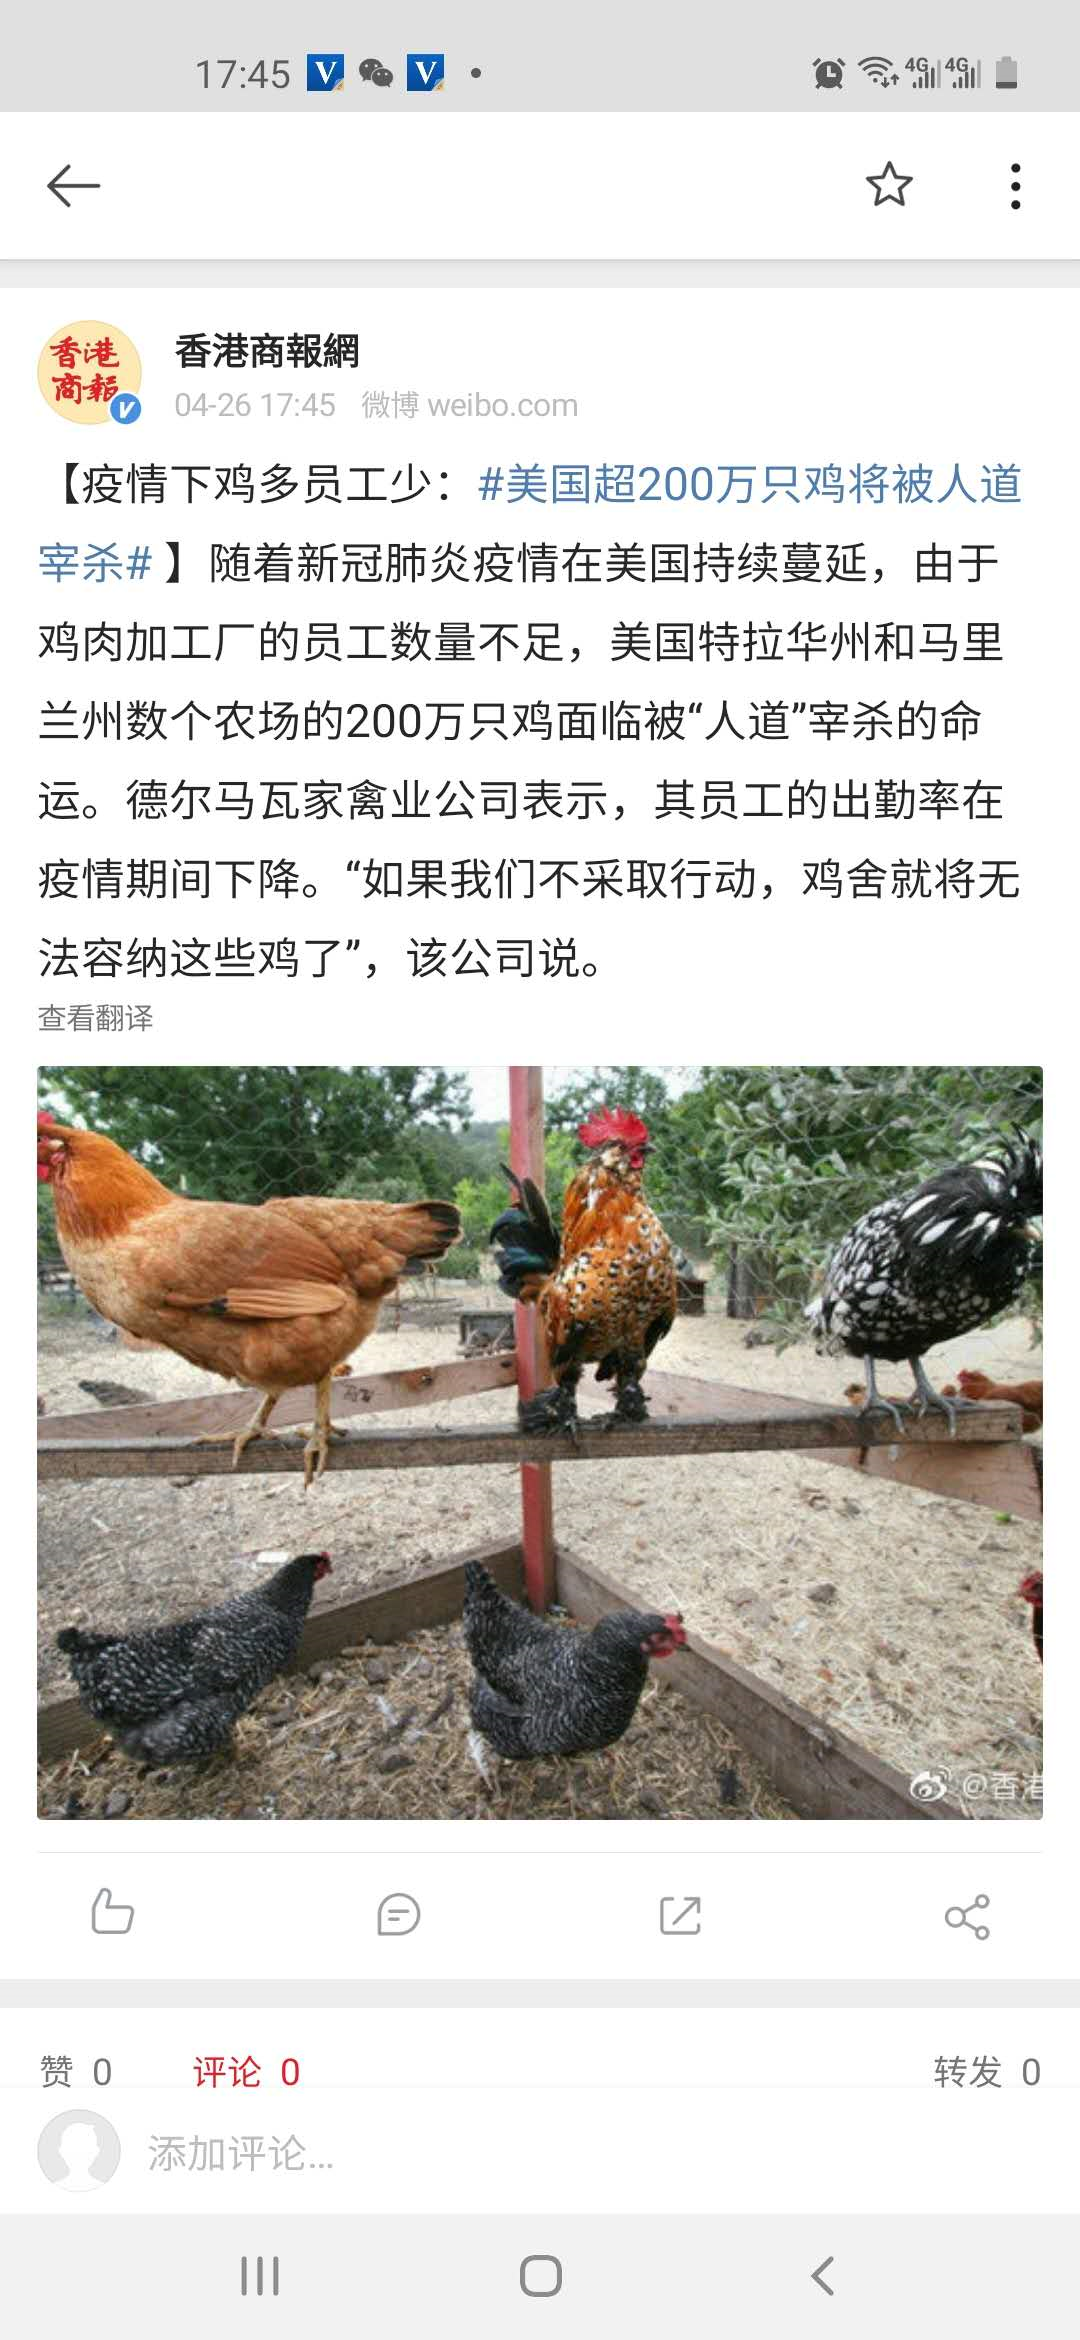 17:45
4G 4G
香港
商報
香港商報網
04-26 17:45 微博 weibo.com
【疫情下鸡多员工少：#美国超200万只鸡将被人道
宰杀#】随着新冠肺炎疫情在美国持续蔓延，由于
鸡肉加工厂的员工数量不足，美国特拉华州和马里
兰州数个农场的200万只鸡面临被“人道”宰杀的命
运。德尔马瓦家禽业公司表示，其员工的出勤率在
疫情期间下降。“如果我们不采取行动，鸡舍就将无
法容纳这些鸡了”，该公司说。
查看翻译
@香港
赞 0 评论 0 转发 0
添加评论...